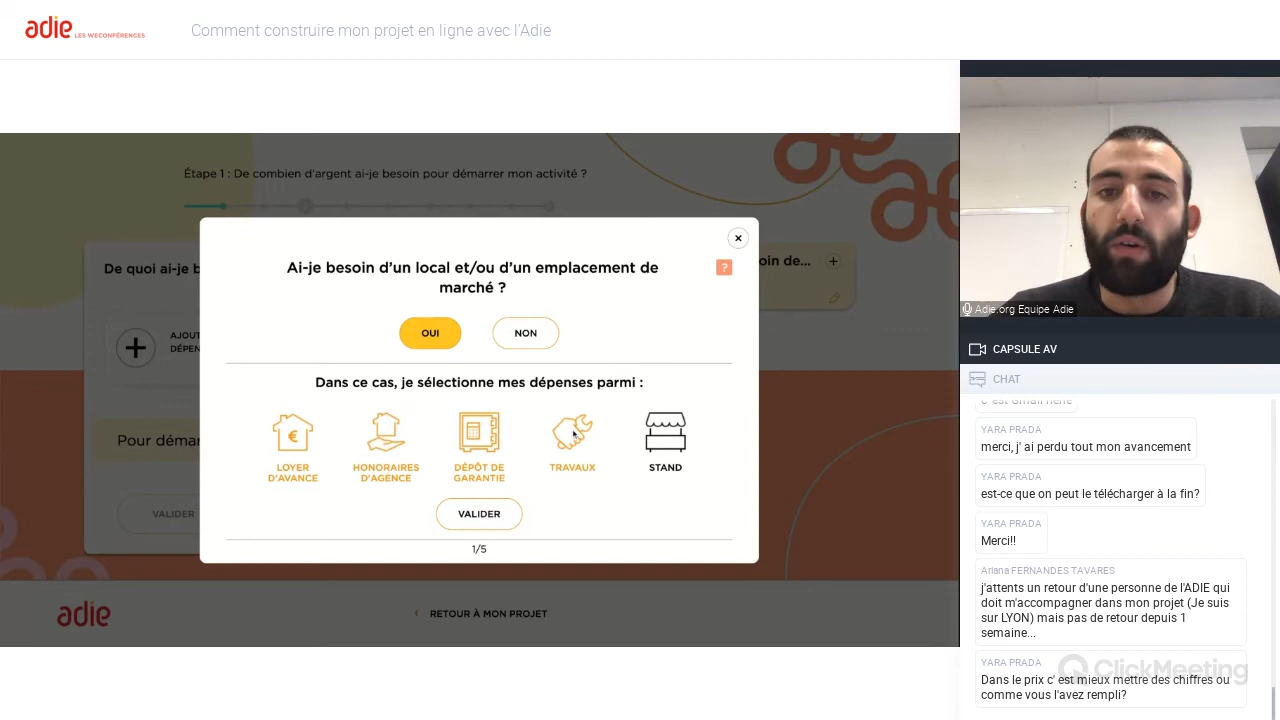 adie LES WECONFÉRENCES
Comment construire mon projet en ligne avec l'Adie
Étape 1 : De combien d'argent ai-je besoin pour démarrer mon activité ?
De quoi ai-je b
oin de... +
AJOUT
DÉPEN
Pour démar
VALIDER
×
Ai-je besoin d'un local et/ou d'un emplacement de
marché ?
?
OUI
NON
Dans ce cas, je sélectionne mes dépenses parmi :
LOYER
D'AVANCE
HONORAIRES
D'AGENCE
DÉPÔT DE
GARANTIE
TRAVAUX
STAND
VALIDER
1/5
adie
‹ RETOUR À MON PROJET
Adie.org Equipe Adie
CAPSULE AV
CHAT
YARA PRADA
merci, j' ai perdu tout mon avancement
YARA PRADA
est-ce que on peut le télécharger à la fin?
YARA PRADA
Merci!!
Ariana FERNANDES TAVARES
j'attents un retour d'une personne de l'ADIE qui
doit m'accompagner dans mon projet (Je suis
sur LYON) mais pas de retour depuis 1
semaine...
YARA PRADA
Dans le prix c' est mieux mettre des chiffres ou
comme vous l'avez rempli?
ClickMeeting